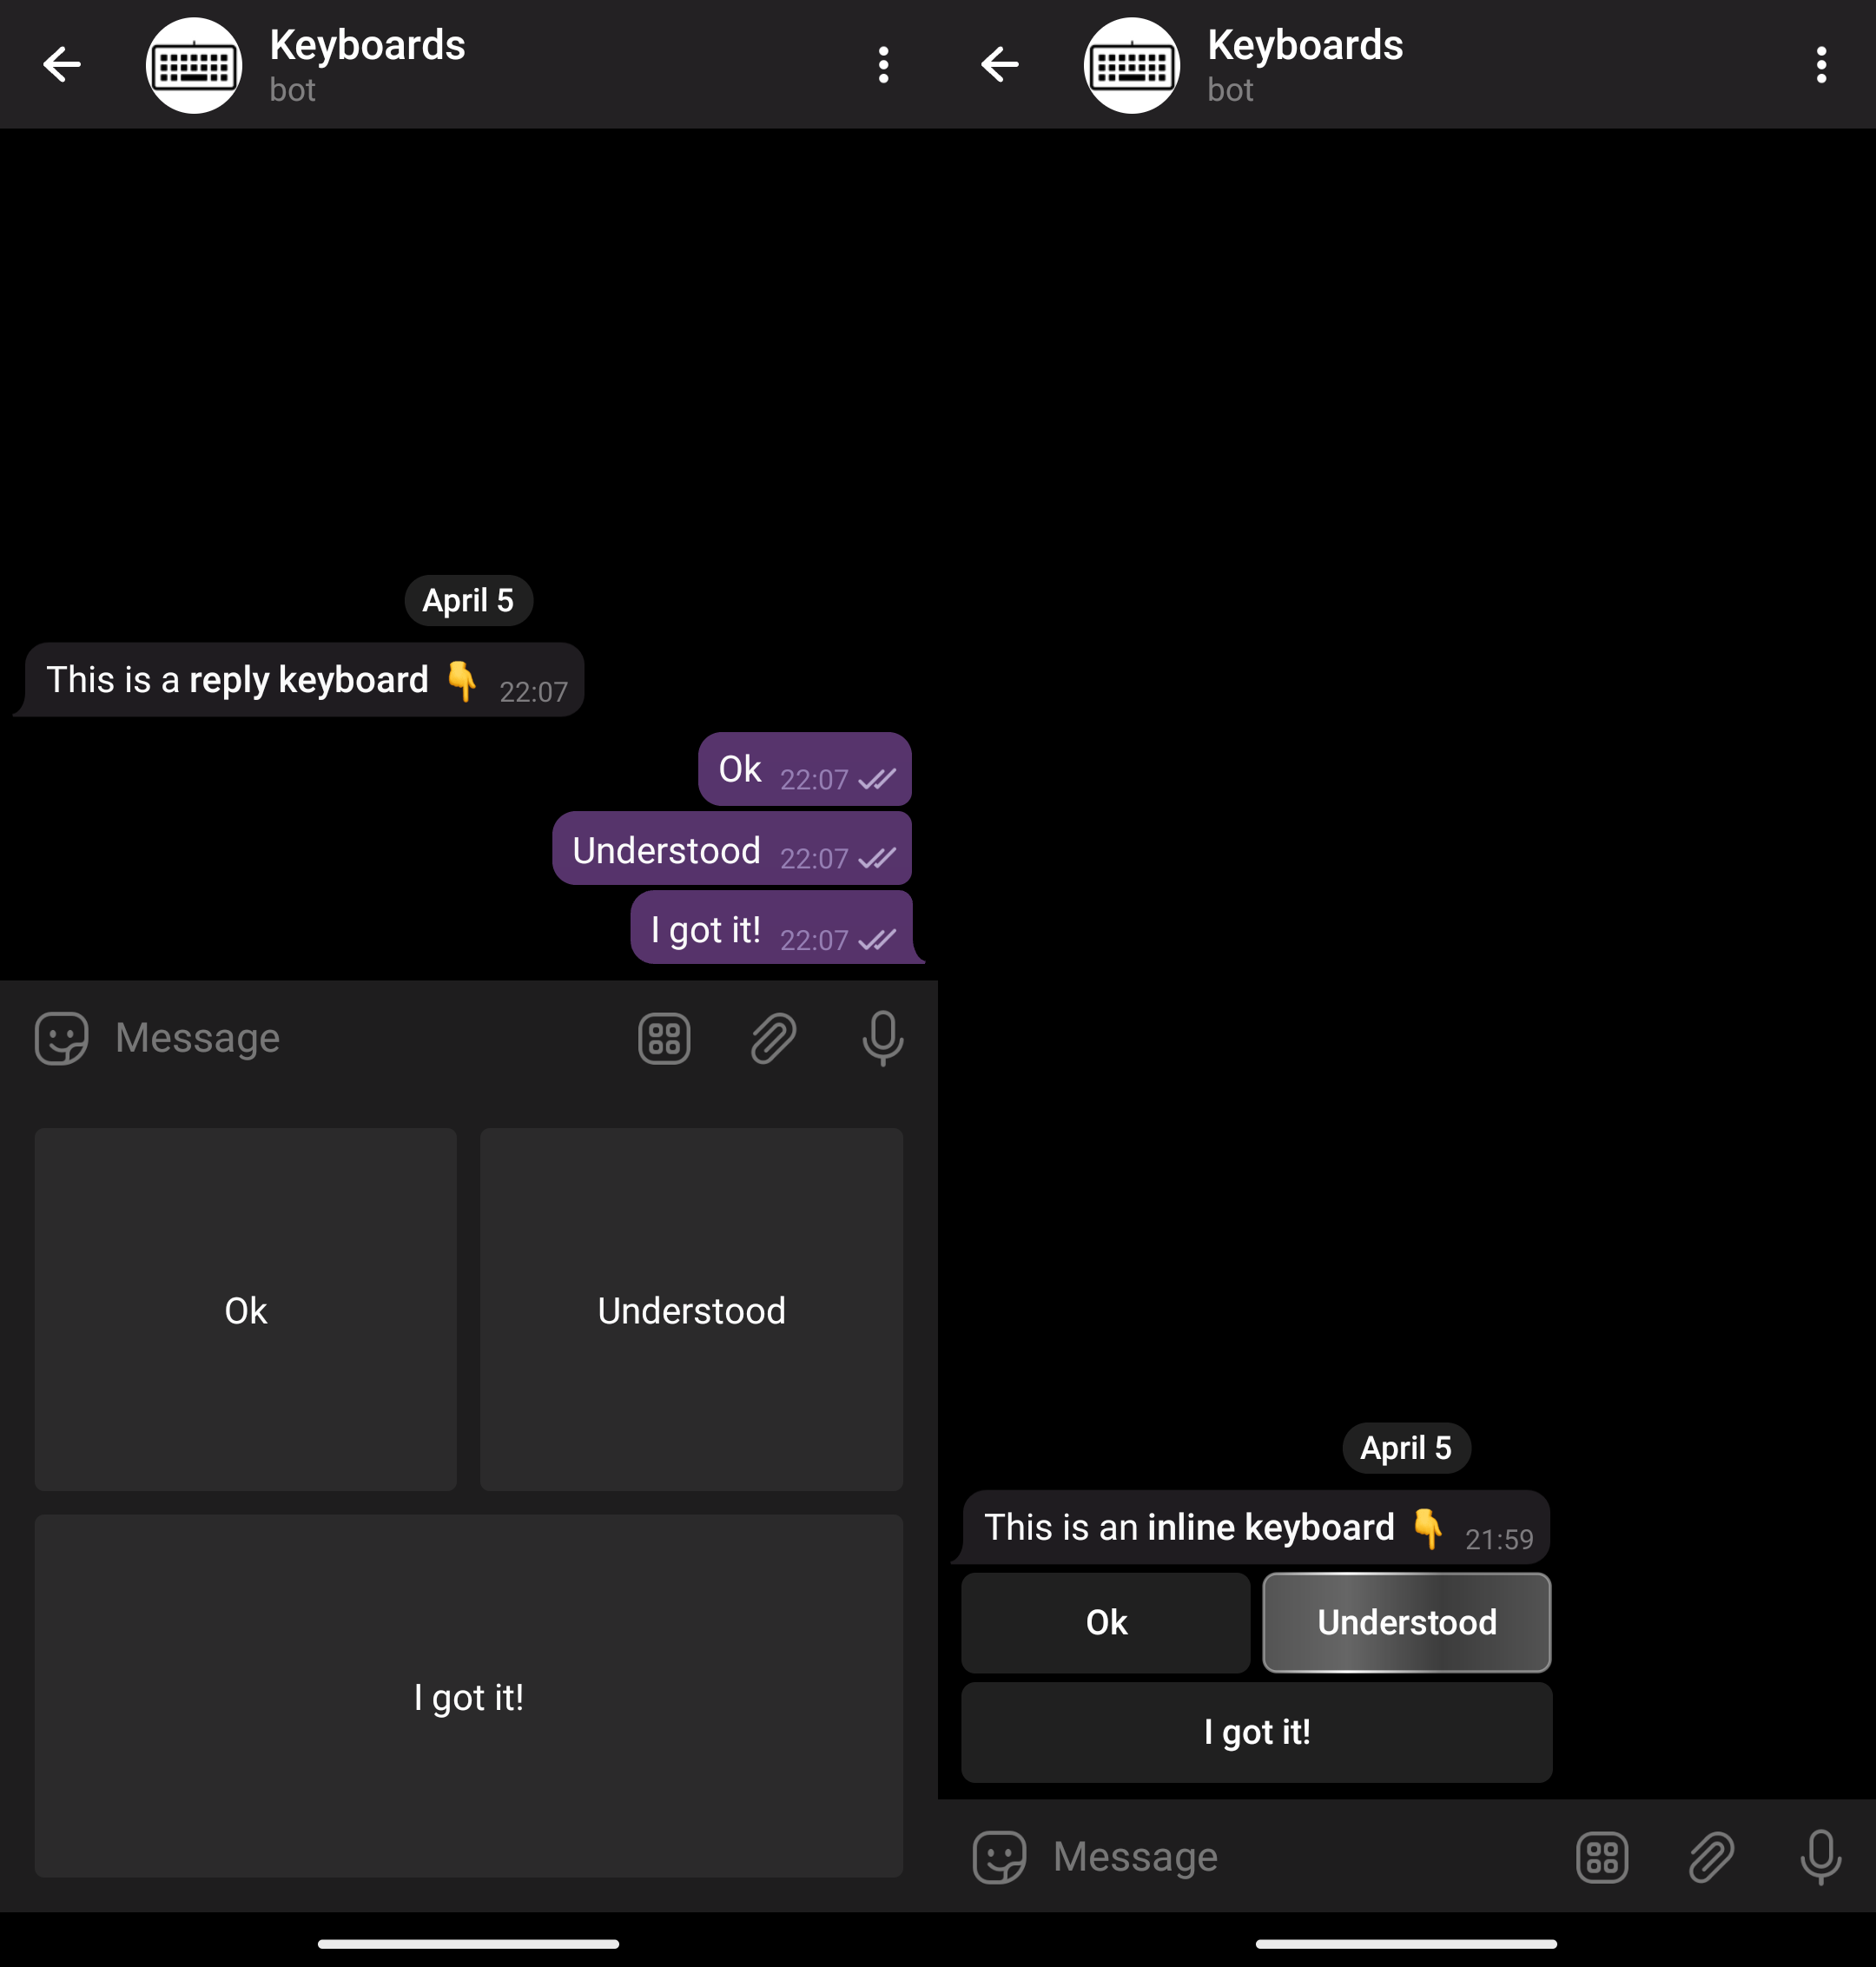 Keyboards
bot
April 5
This is a reply keyboard 👇 22:07
Ok 22:07
Understood 22:07
I got it! 22:07
Message
Ok Understood
I got it!
Keyboards
bot
April 5
This is an inline keyboard 👇 21:59
Ok Understood
I got it!
Message